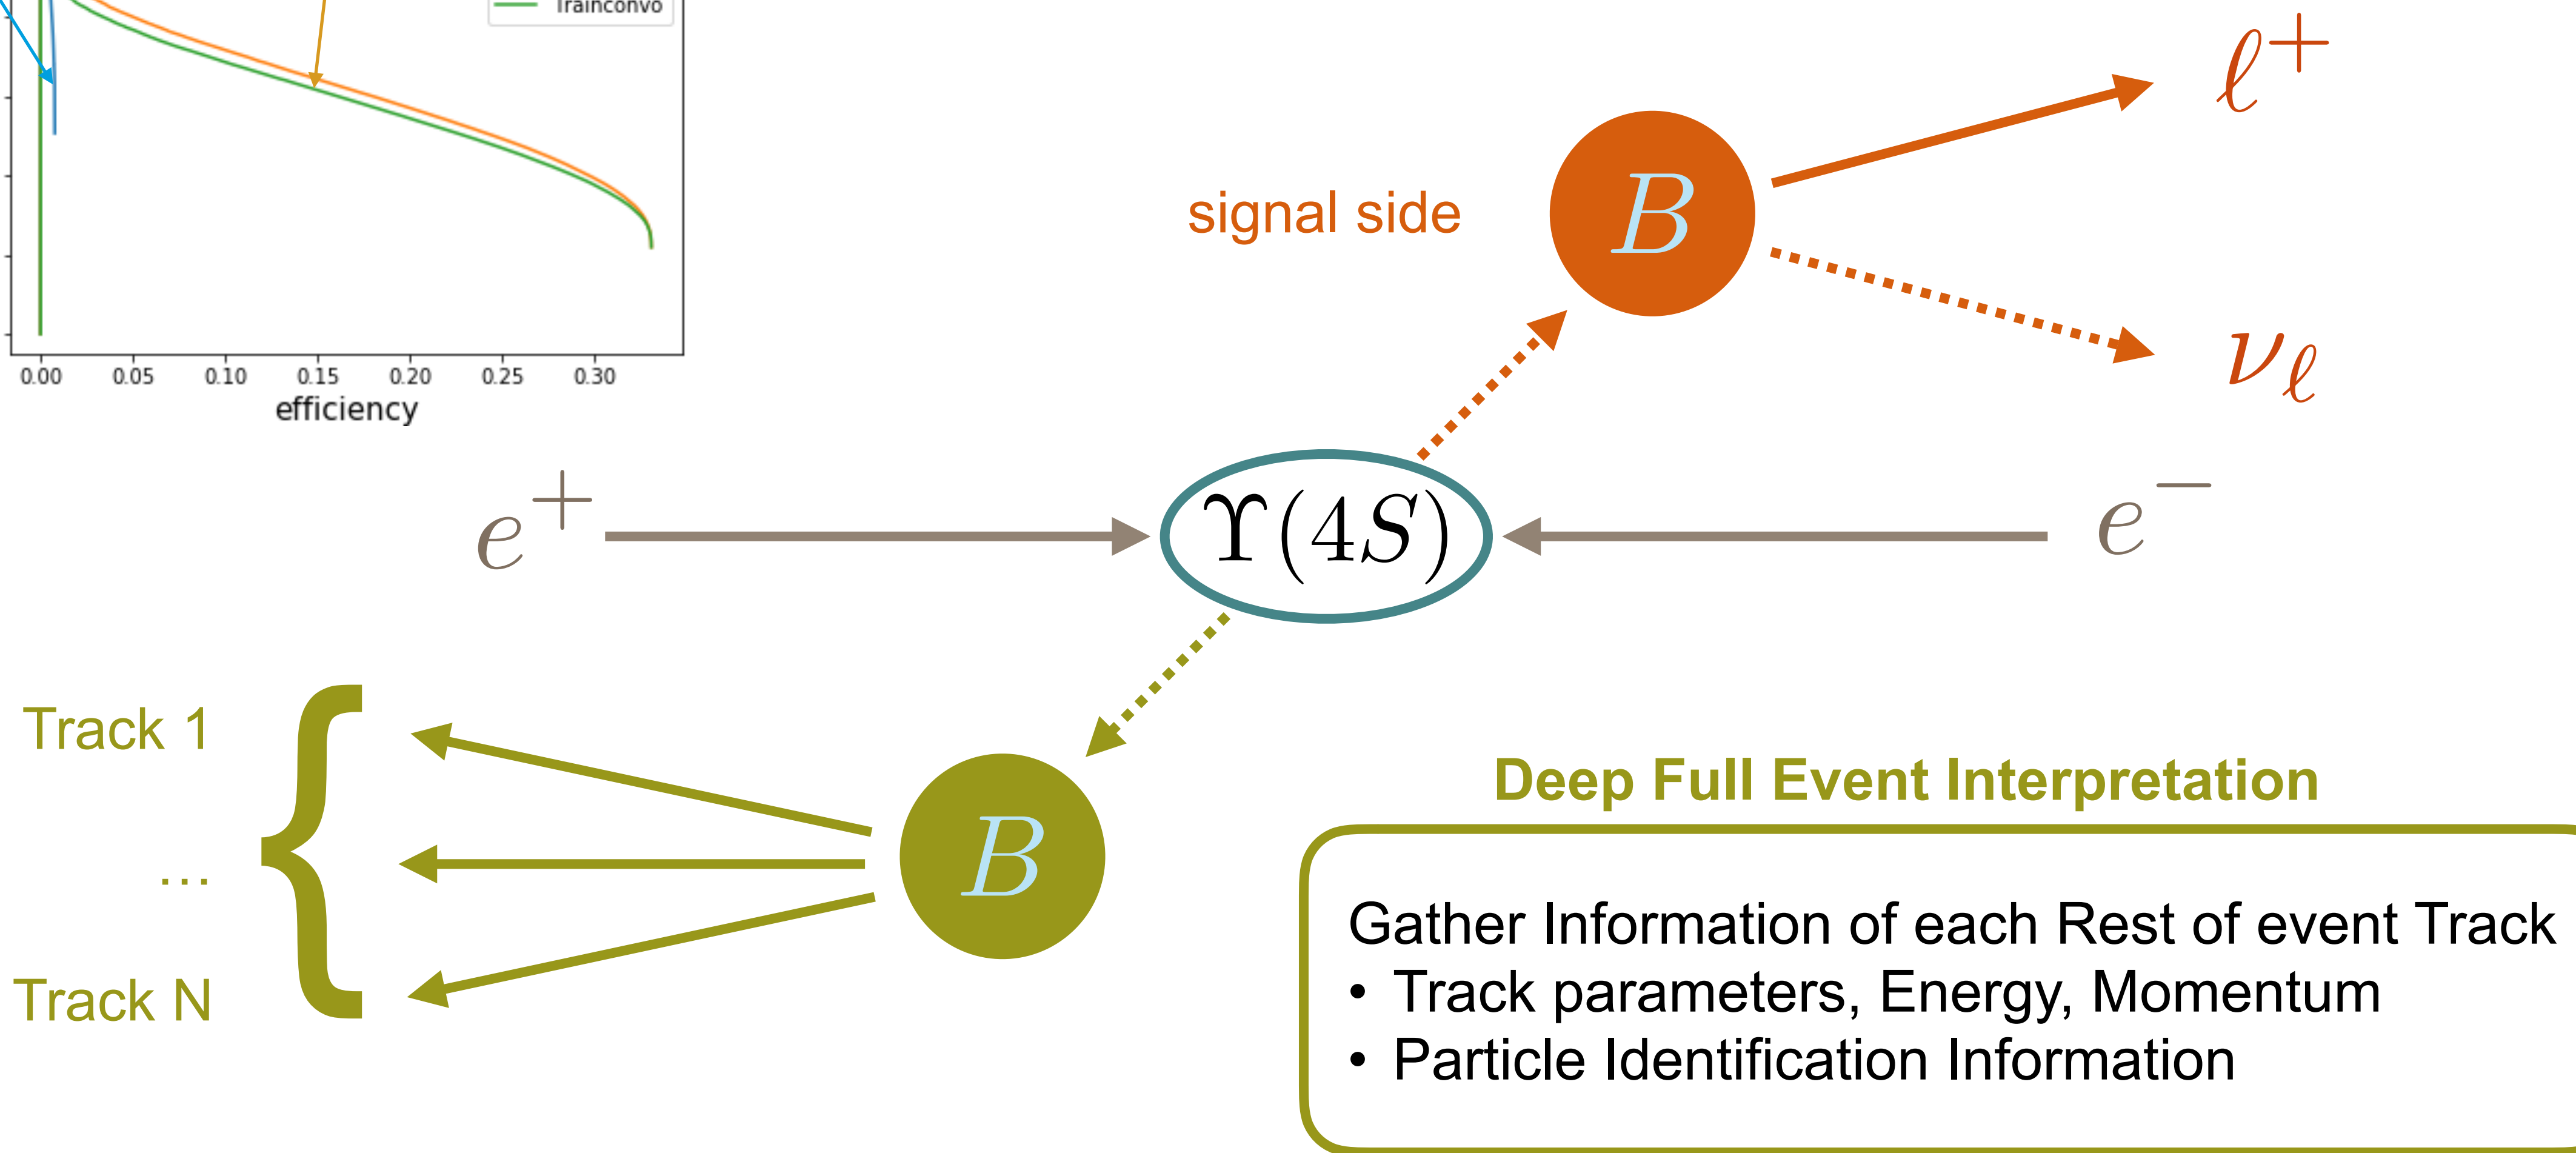 Trainconvo
0.00 0.05 0.10 0.15 0.20 0.25 0.30
efficiency
ℓ⁺
signal side
B
ν_ℓ
e⁺
ϒ(4S)
e⁻
Track 1
...
Track N
B
Deep Full Event Interpretation
Gather Information of each Rest of event Track
• Track parameters, Energy, Momentum
• Particle Identification Information